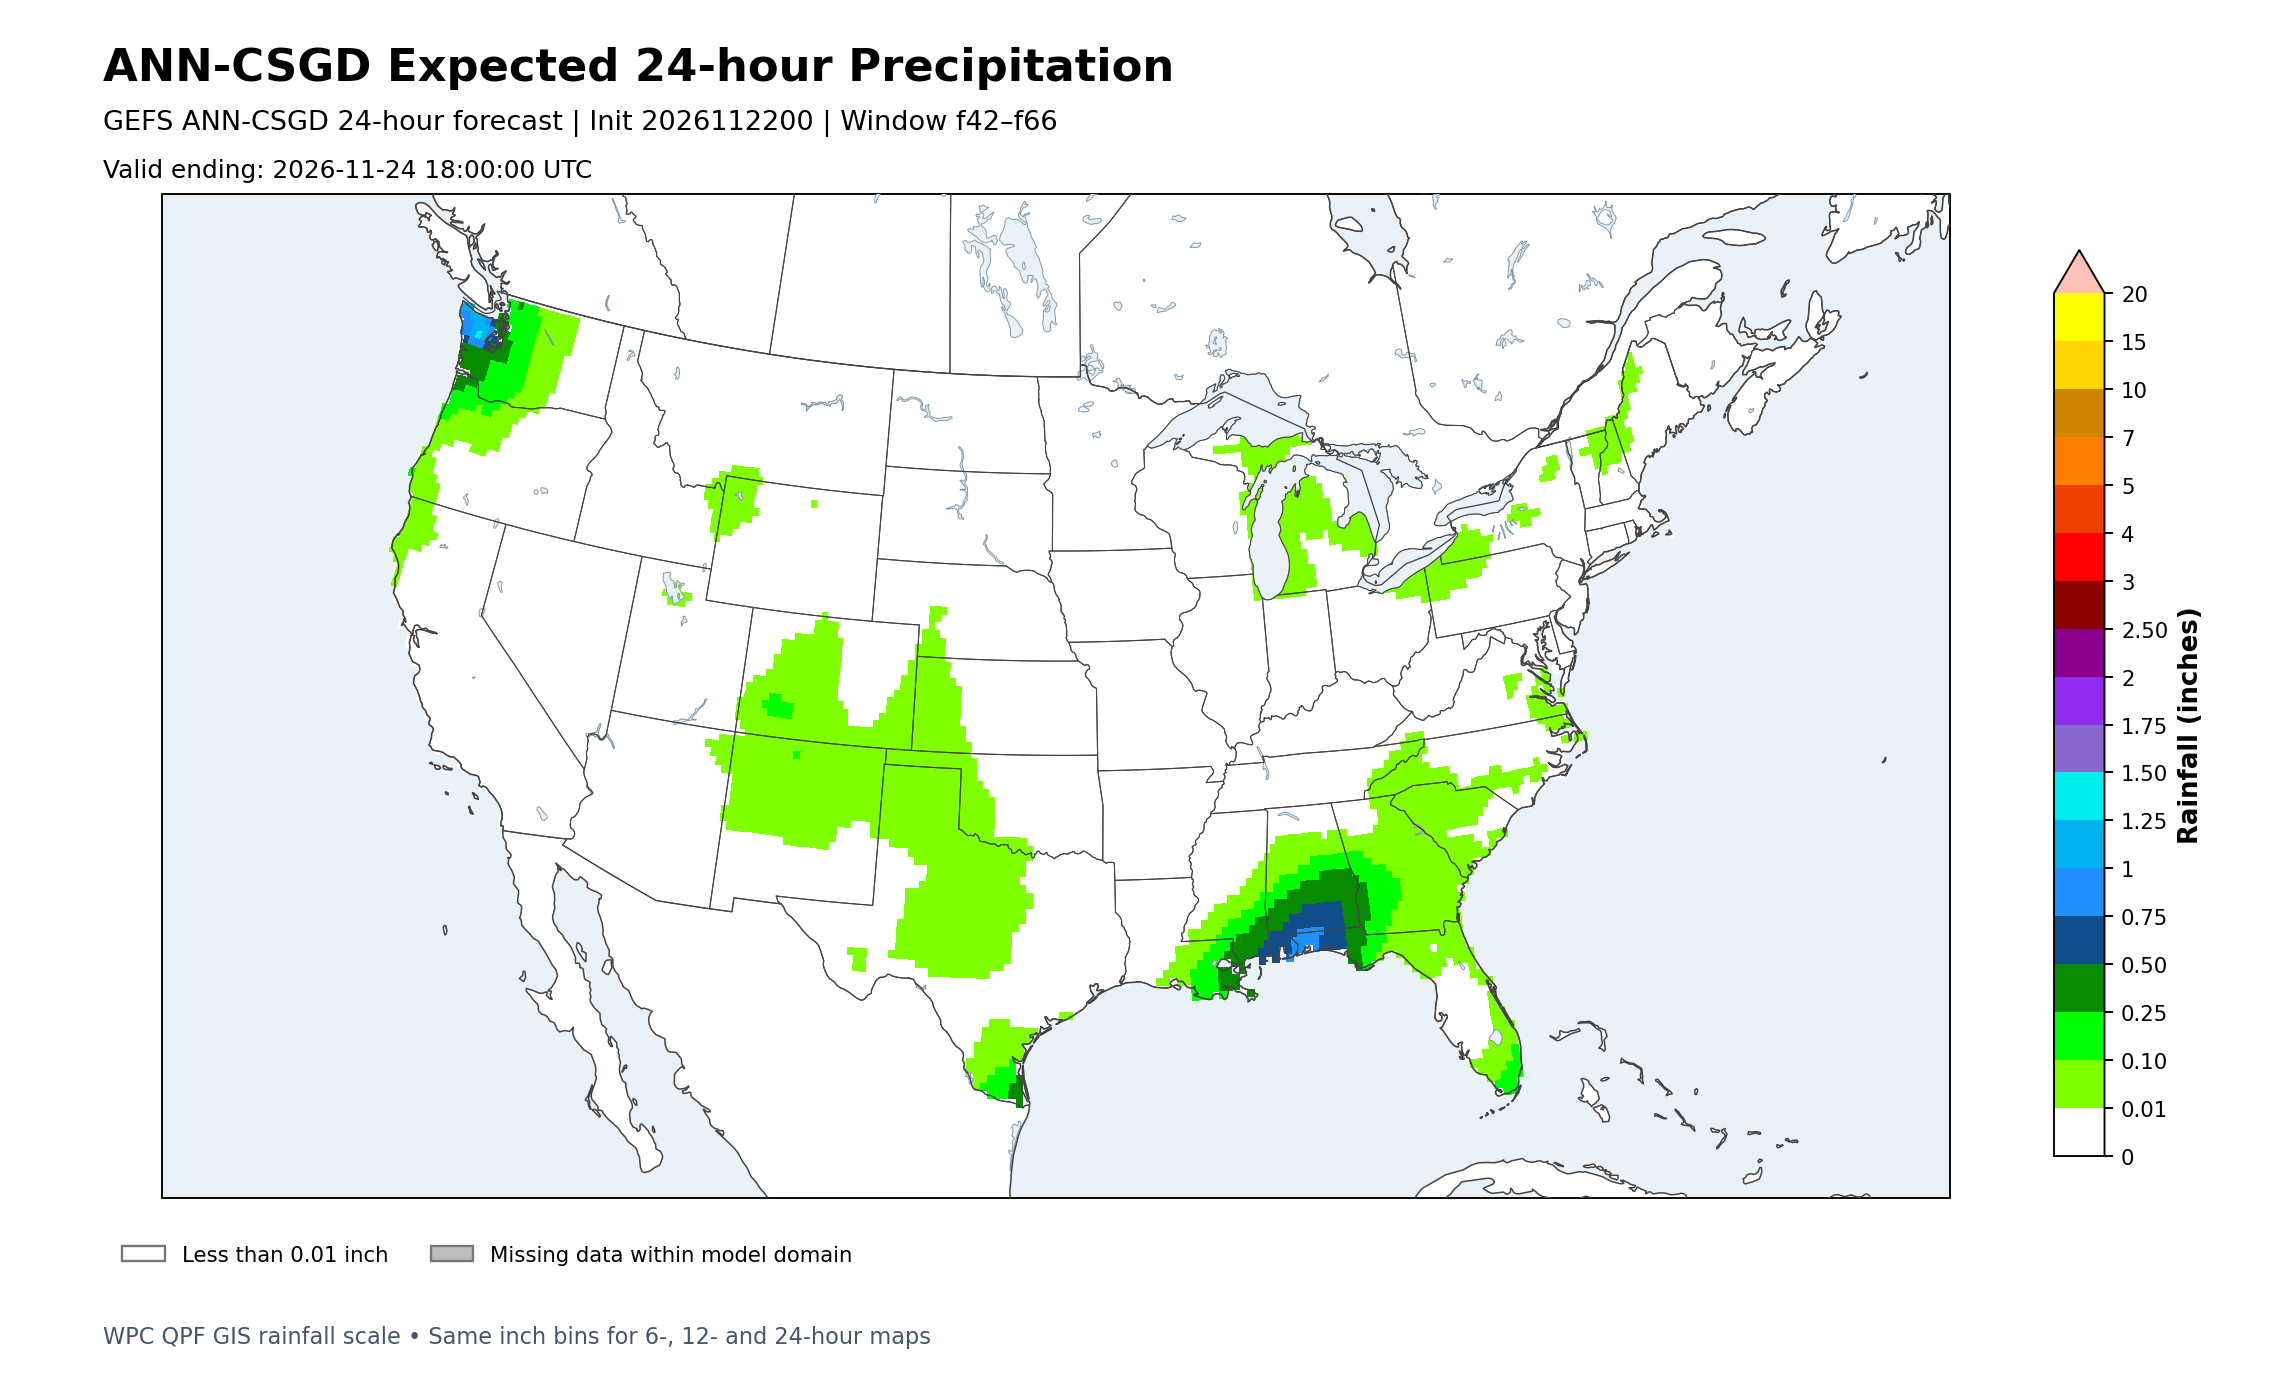 ANN-CSGD Expected 24-hour Precipitation
GEFS ANN-CSGD 24-hour forecast | Init 2026112200 | Window f42–f66
Valid ending: 2026-11-24 18:00:00 UTC
20
15
10
7
5
4
3
2.50
2
1.75
1.50
1.25
1
0.75
0.50
0.25
0.10
0.01
0
Rainfall (inches)
Less than 0.01 inch
Missing data within model domain
WPC QPF GIS rainfall scale • Same inch bins for 6-, 12- and 24-hour maps